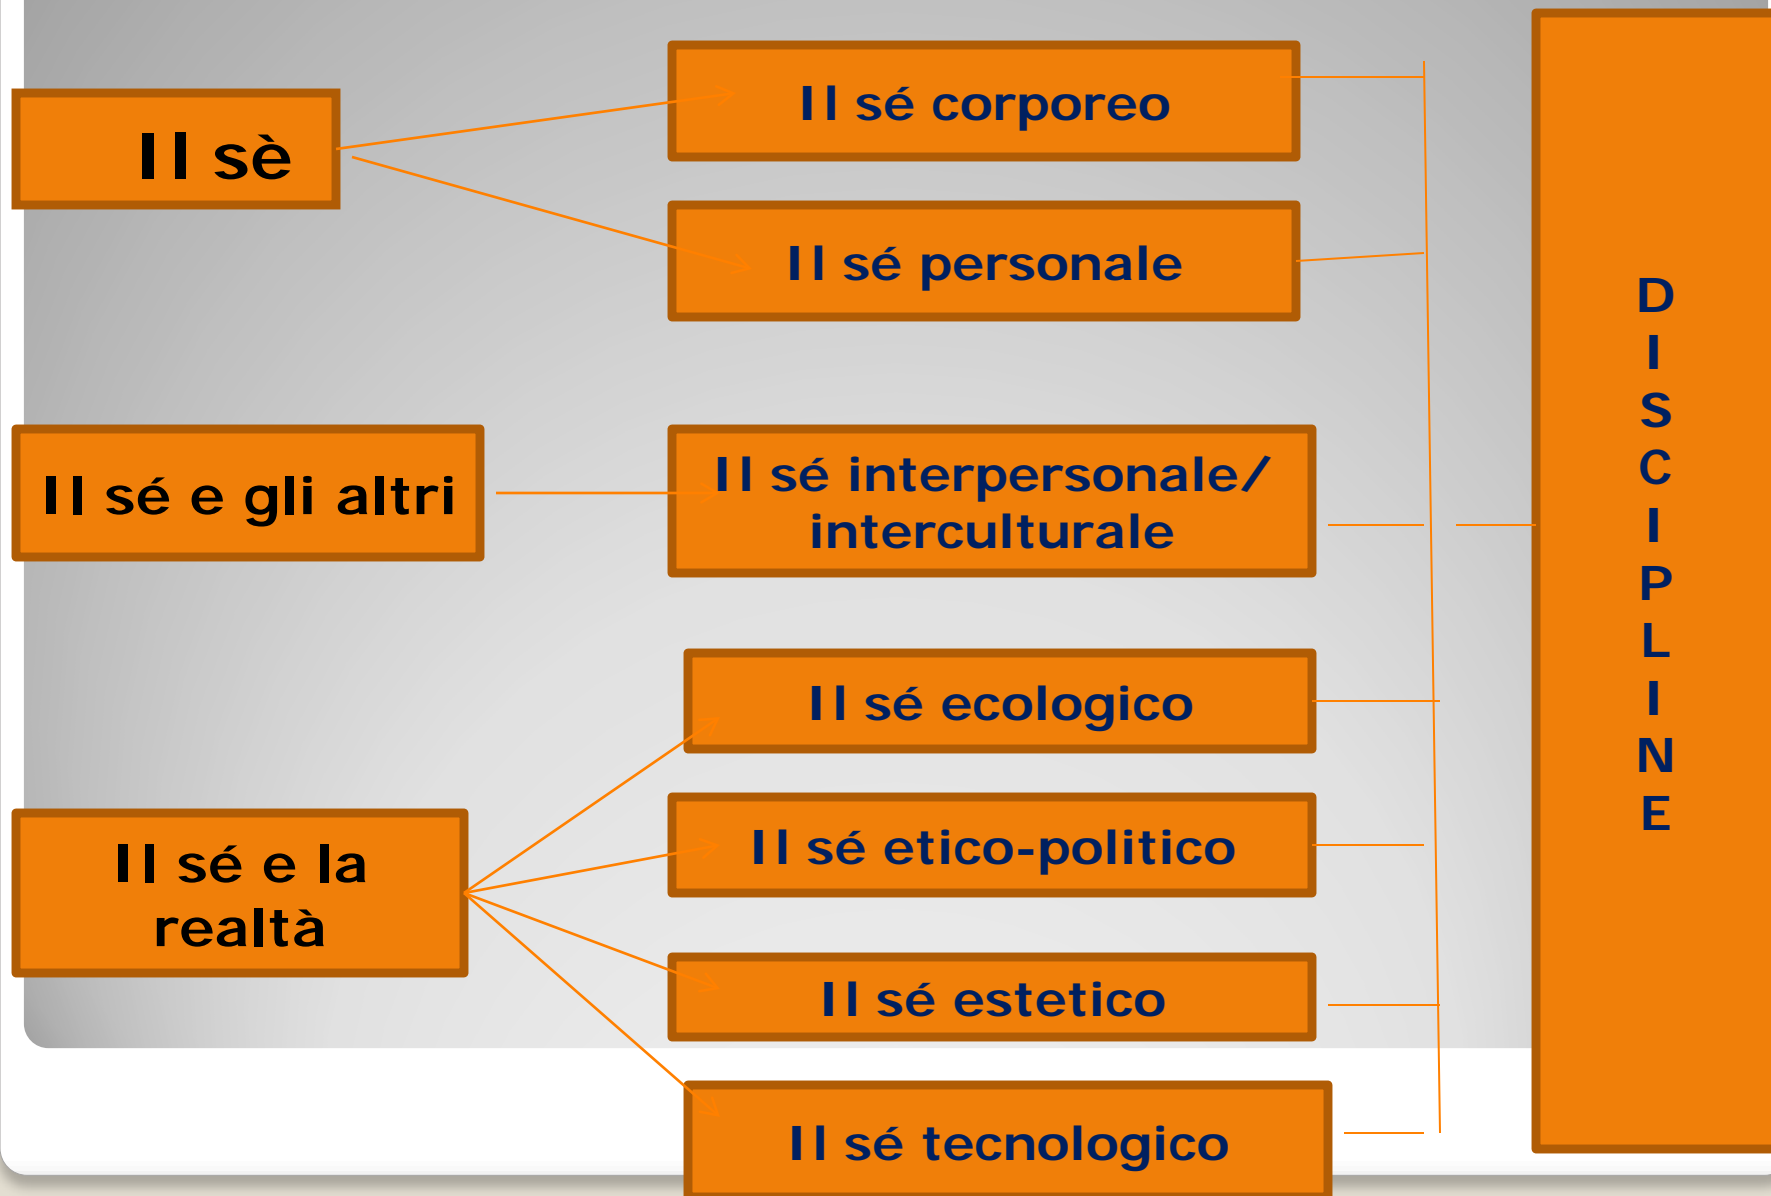 Il sè
Il sé corporeo
Il sé personale
Il sé e gli altri
Il sé interpersonale/
interculturale
Il sé e la
realtà
Il sé ecologico
Il sé etico-politico
Il sé estetico
Il sé tecnologico
D
I
S
C
I
P
L
I
N
E